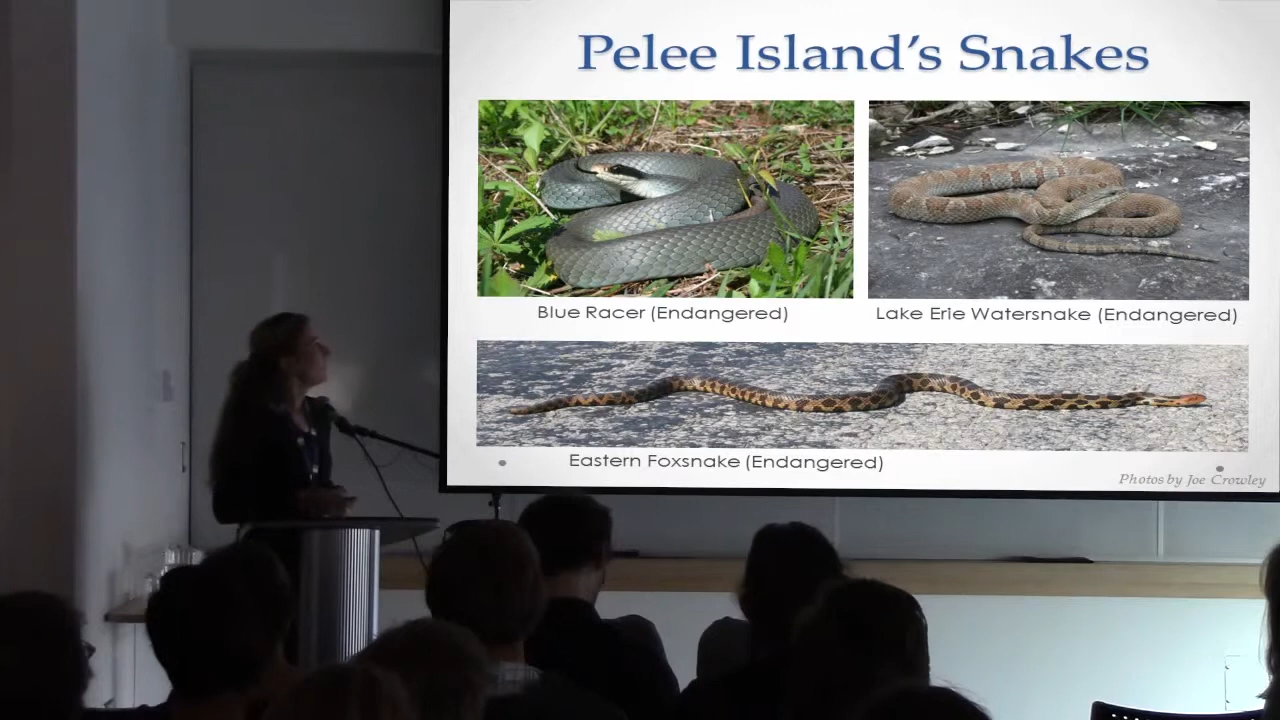 Pelee Island's Snakes
Blue Racer (Endangered)
Lake Erie Watersnake (Endangered)
Eastern Foxsnake (Endangered)
Photos by Joe Crowley